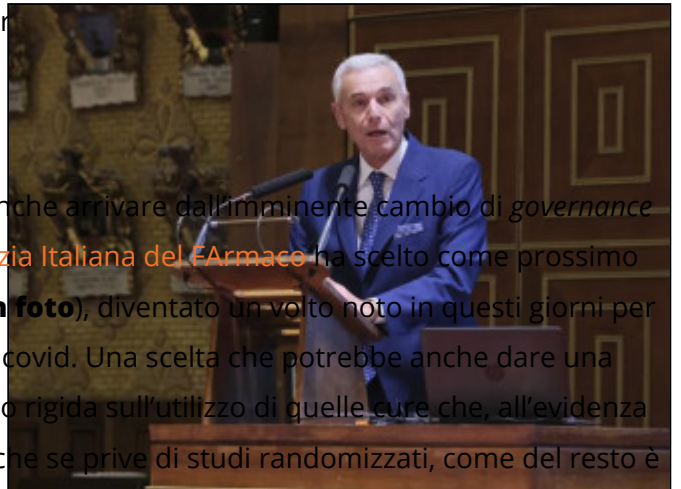 nche arrivare dall'imminente cambio di governance
zia Italiana del FArmaco ha scelto come prossimo
foto), diventato un volto noto in questi giorni per
covid. Una scelta che potrebbe anche dare una
o rigida sull'utilizzo di quelle cure che, all'evidenza
che se prive di studi randomizzati, come del resto è